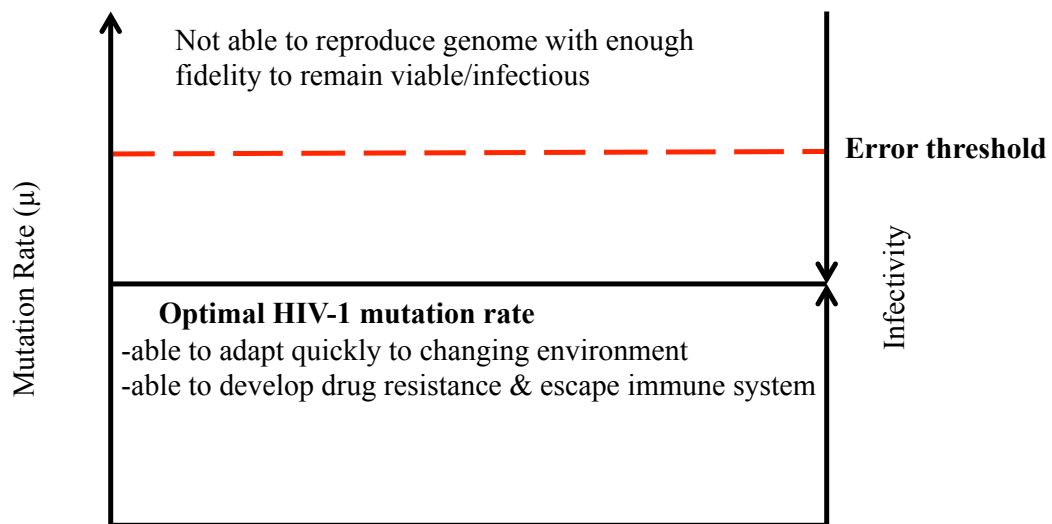 Not able to reproduce genome with enough
fidelity to remain viable/infectious
Error threshold
Mutation Rate (µ)
Infectivity
Optimal HIV-1 mutation rate
-able to adapt quickly to changing environment
-able to develop drug resistance & escape immune system